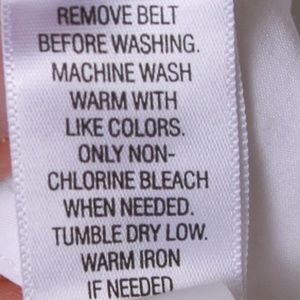 REMOVE BELT
BEFORE WASHING.
MACHINE WASH
WARM WITH
LIKE COLORS.
ONLY NON-
CHLORINE BLEACH
WHEN NEEDED.
TUMBLE DRY LOW.
WARM IRON
IF NEEDED